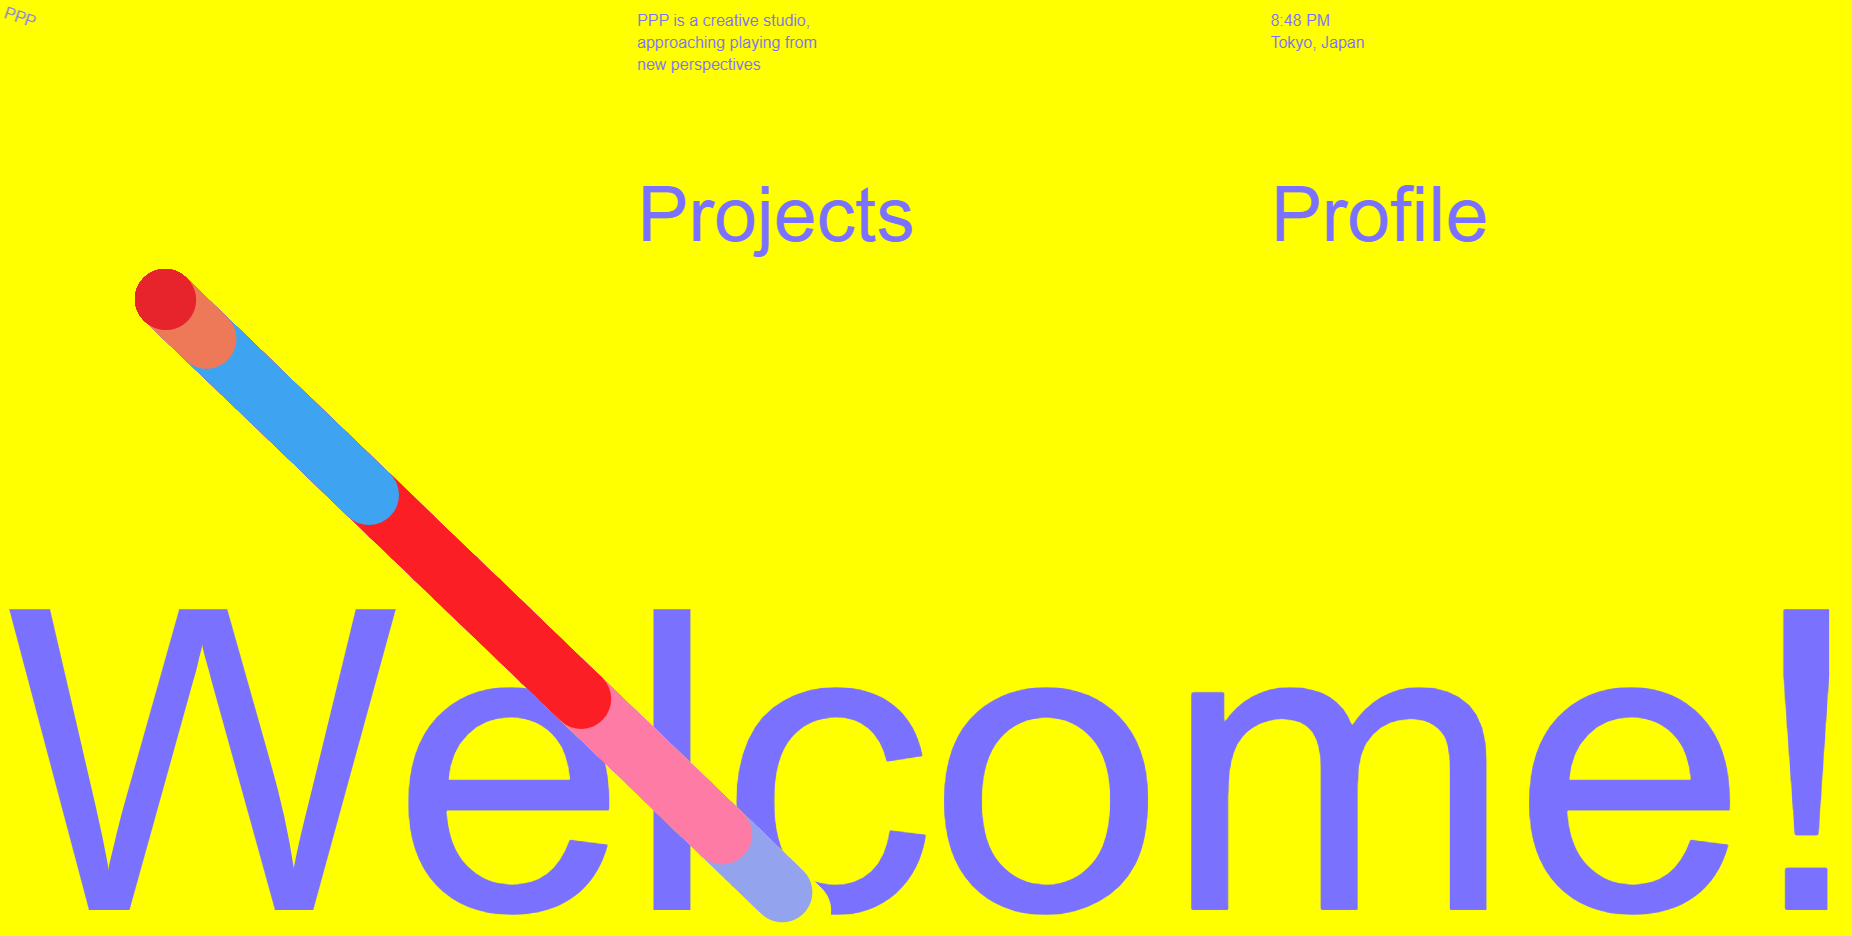 PPP
PPP is a creative studio,
approaching playing from
new perspectives
8:48 PM
Tokyo, Japan
Projects
Profile
Welcome!